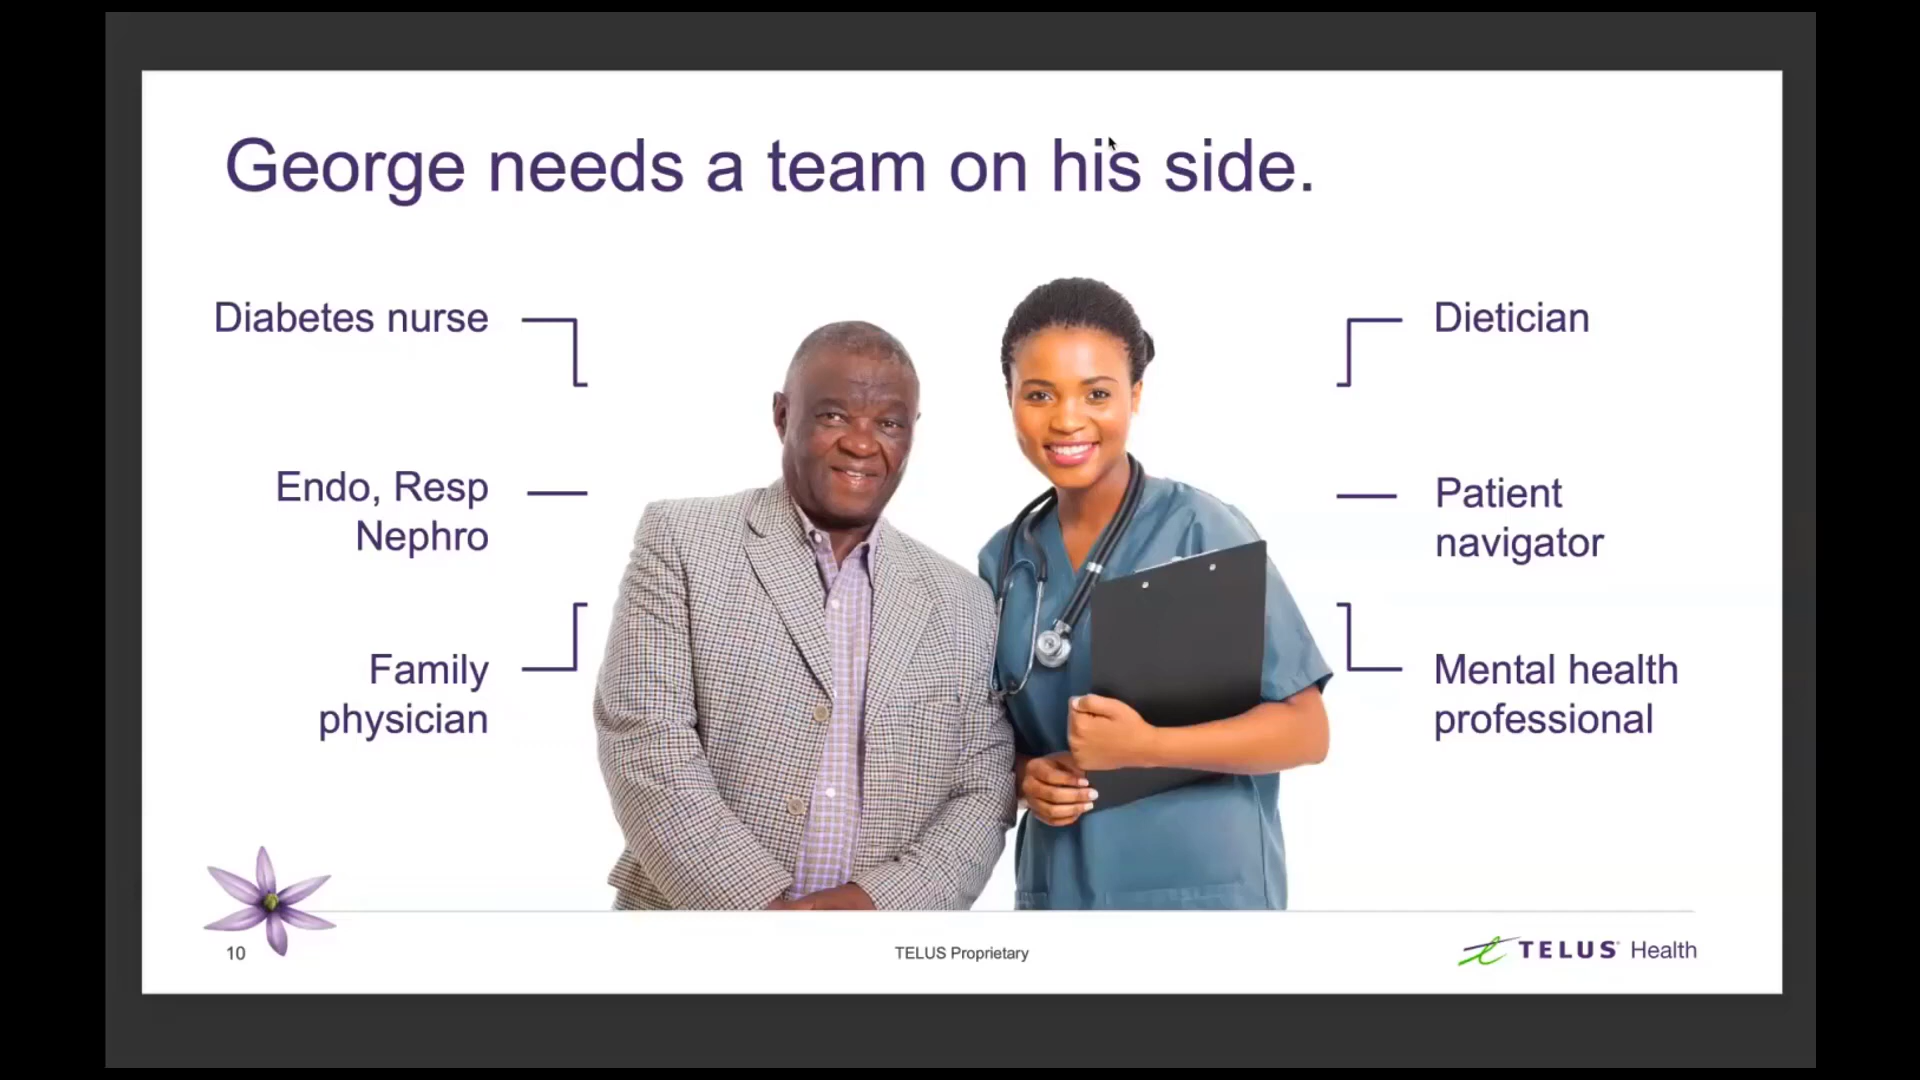 George needs a team on his side.
Diabetes nurse
Dietician
Endo, Resp
Nephro
Patient
navigator
Family
physician
Mental health
professional
10
TELUS Proprietary
TELUS Health